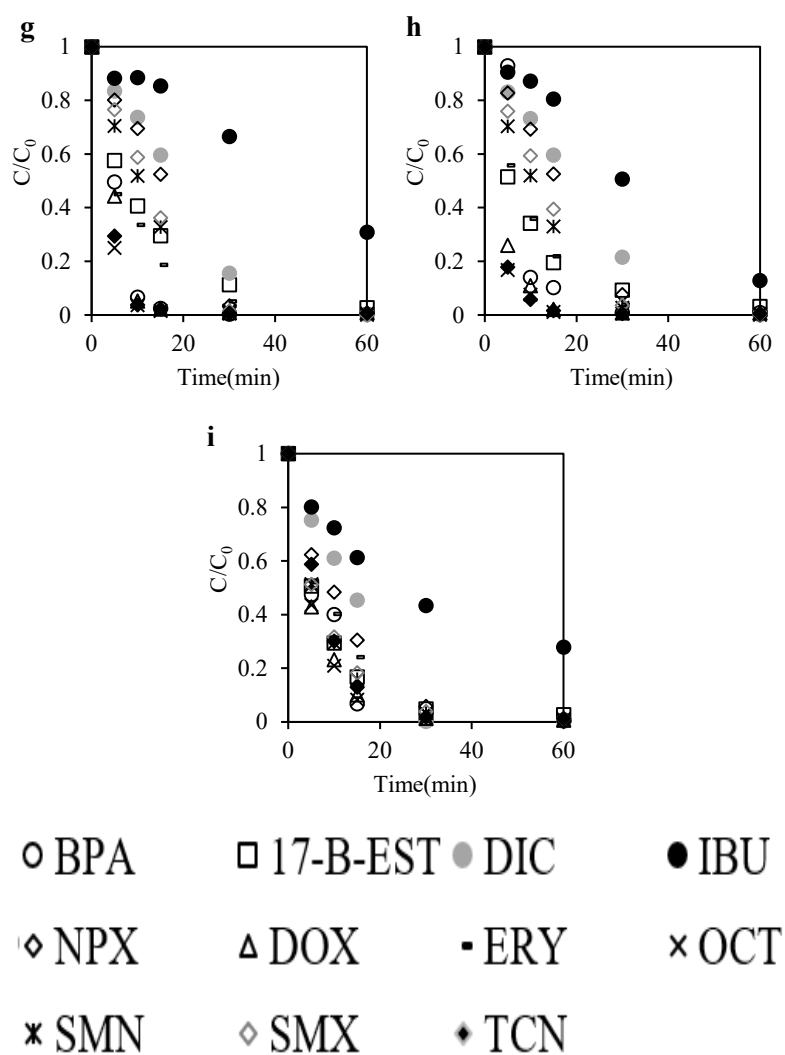 g
h
1
0.8
0.6
0.4
0.2
0
C/C0
0 20 40 60
Time(min)
1
0.8
0.6
0.4
0.2
0
C/C0
0 20 40 60
Time(min)
i
1
0.8
0.6
0.4
0.2
0
C/C0
0 20 40 60
Time(min)
BPA 17-B-EST DIC IBU
NPX DOX ERY OCT
SMN SMX TCN